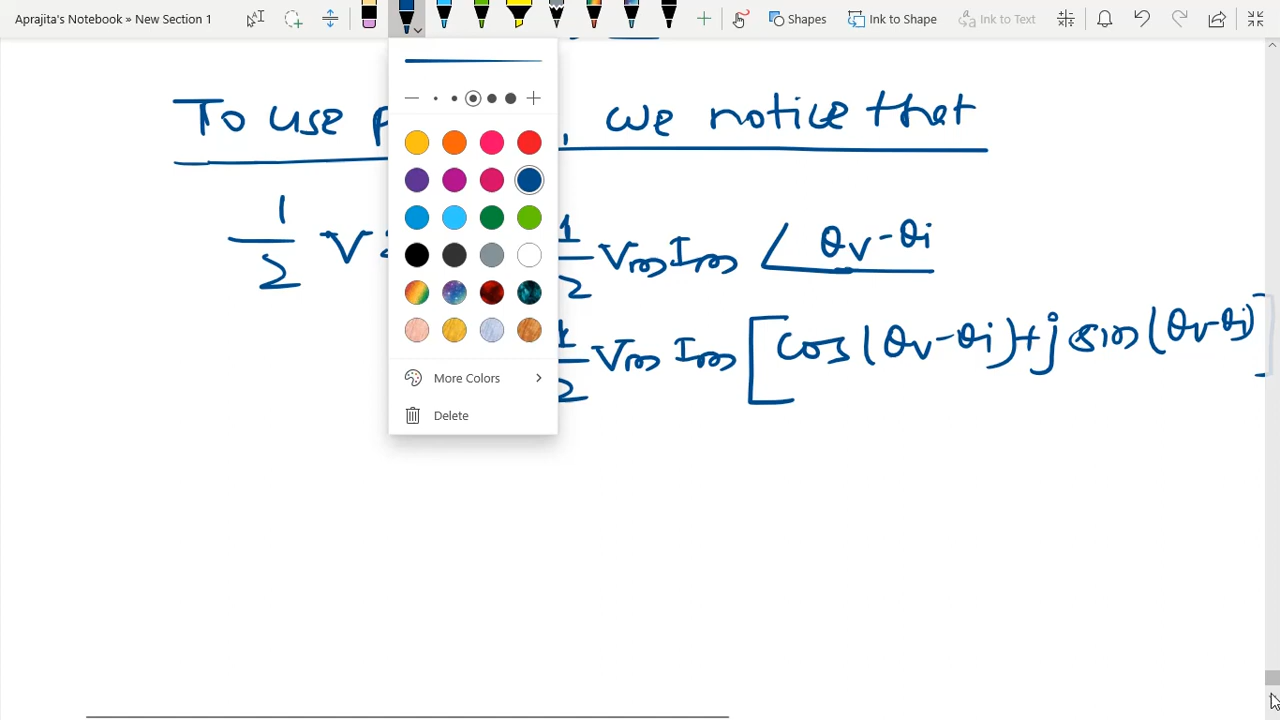 Aprajita's Notebook » New Section 1 Shapes Ink to Shape Ink to Text
To use , we notice that
1/2 V 1/2 Vm Im ∠θv-θi
1/2 Vm Im [cos(θv-θi)+j sin(θv-θi)]
More Colors
Delete